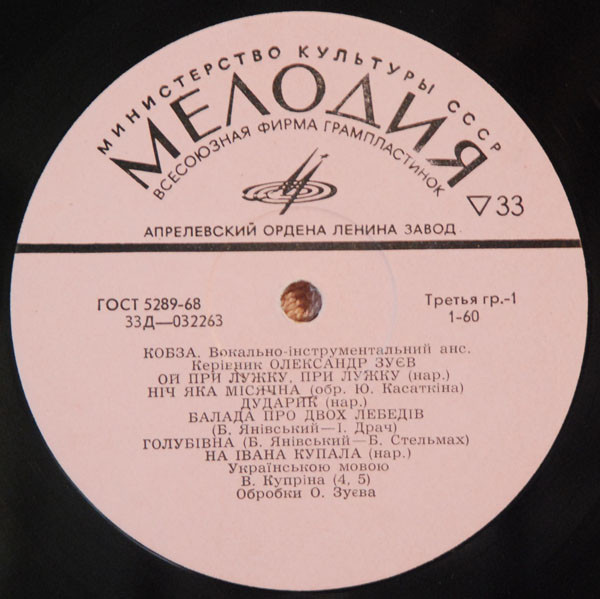 МИНИСТЕРСТВО КУЛЬТУРЫ СССР
МЕЛОДИЯ
ВСЕСОЮЗНАЯ ФИРМА ГРАМПЛАСТИНОК
▽33
АПРЕЛЕВСКИЙ ОРДЕНА ЛЕНИНА ЗАВОД
ГОСТ 5289-68
33Д—032263
Третья гр.-1
1-60
КОБЗА. Вокально-інструментальний анс.
Керівник ОЛЕКСАНДР ЗУЄВ
ОЙ ПРИ ЛУЖКУ, ПРИ ЛУЖКУ (нар.)
НІЧ ЯКА МІСЯЧНА (обр. Ю. Касаткіна)
ДУДАРИК (нар.)
БАЛАДА ПРО ДВОХ ЛЕБЕДІВ
(Б. Янівський—І. Драч)
ГОЛУБІВНА (Б. Янівський—Б. Стельмах)
НА ІВАНА КУПАЛА (нар.)
Українською мовою
В. Купріна (4, 5)
Обробки О. Зуєва